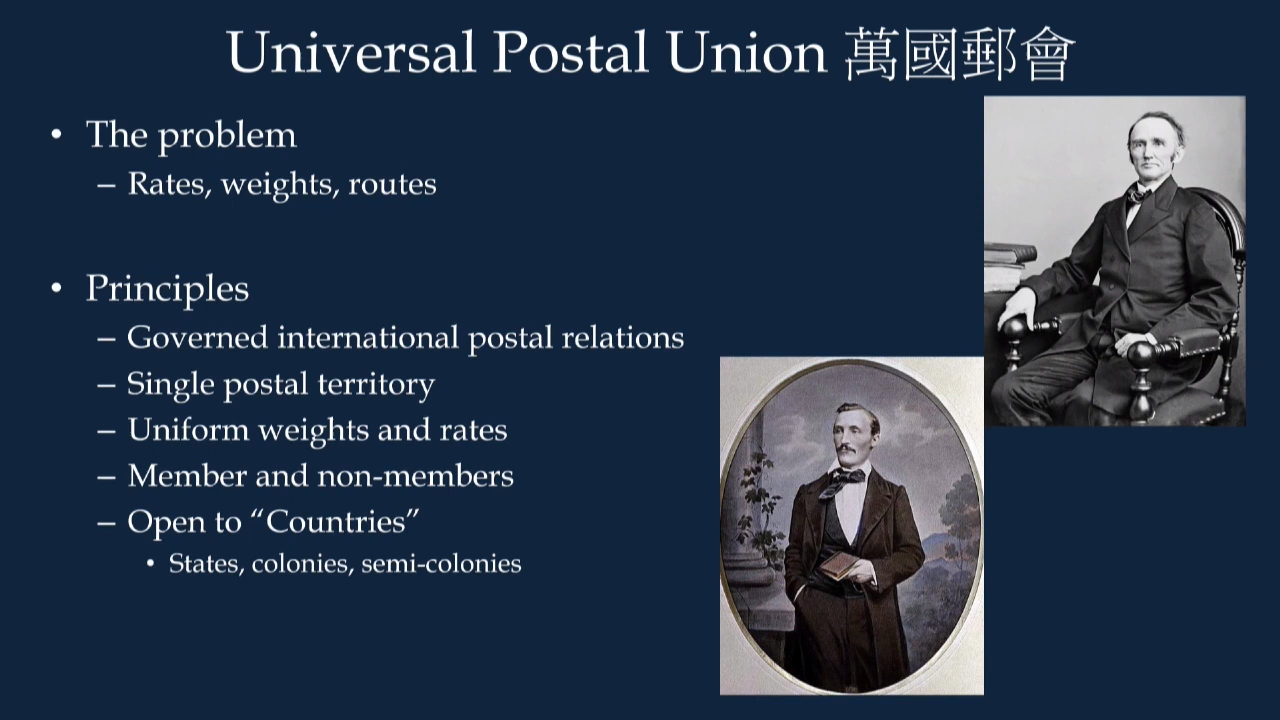 Universal Postal Union 萬國郵會
• The problem
– Rates, weights, routes
• Principles
– Governed international postal relations
– Single postal territory
– Uniform weights and rates
– Member and non-members
– Open to “Countries”
• States, colonies, semi-colonies